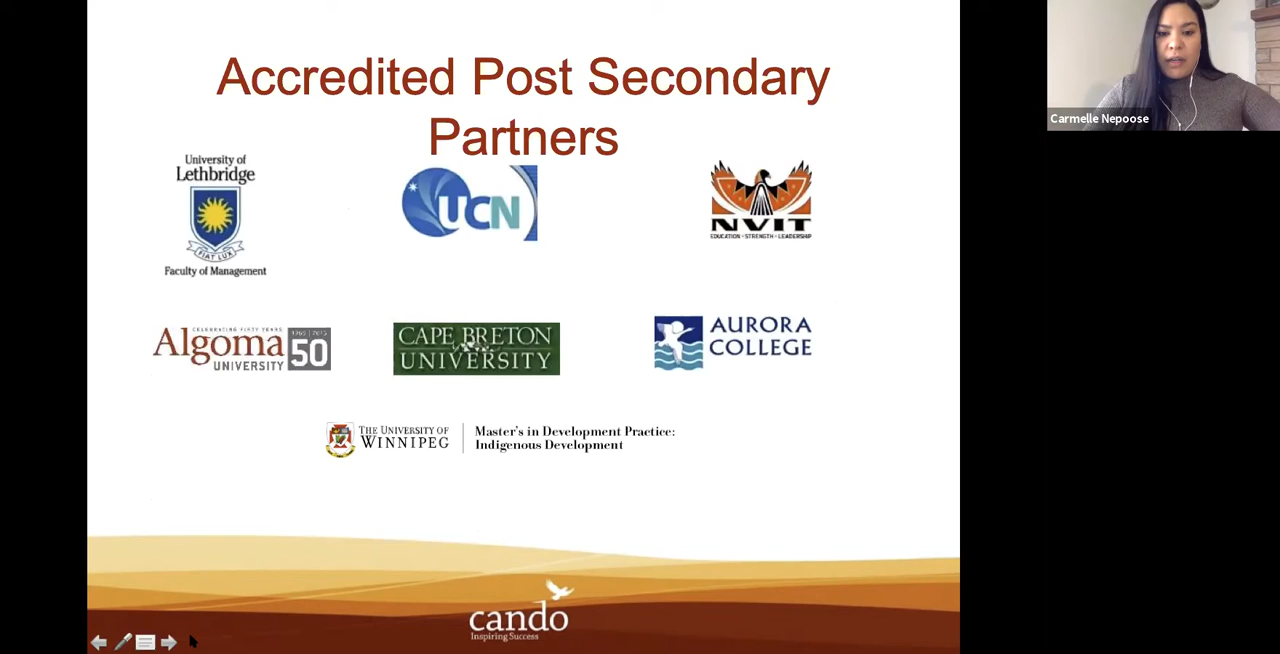 Accredited Post Secondary
Partners
University of
Lethbridge
FIAT LUX
Faculty of Management
UCN
NVIT
EDUCATION • STRENGTH • LEADERSHIP
CELEBRATING FIFTY YEARS
Algoma
UNIVERSITY
50
CAPE BRETON
UNIVERSITY
AURORA
COLLEGE
THE UNIVERSITY OF
WINNIPEG
Master's in Development Practice:
Indigenous Development
cando
Inspiring Success
Carmelle Nepoose